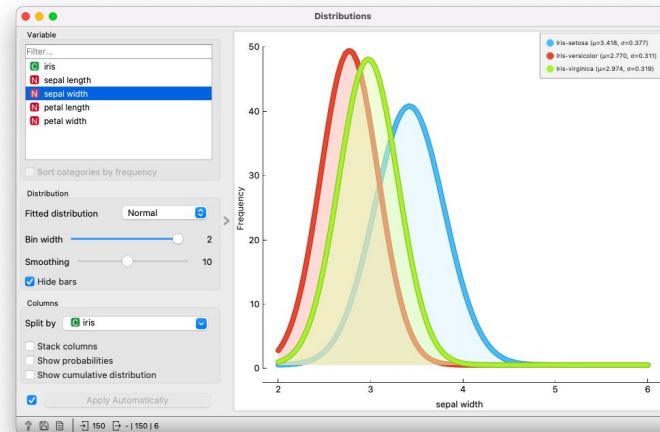 Distributions
Variable
Filter...
C iris
N sepal length
N sepal width
N petal length
N petal width
Sort categories by frequency
Distribution
Fitted distribution Normal
Bin width 2
Smoothing 10
Hide bars
Columns
Split by C iris
Stack columns
Show probabilities
Show cumulative distribution
Apply Automatically
? 150 - | 150 | 6
Iris-setosa (μ=3.418, σ=0.377)
Iris-versicolor (μ=2.770, σ=0.311)
Iris-virginica (μ=2.974, σ=0.319)
50
40
30
20
10
0
Frequency
2 3 4 5 6
sepal width